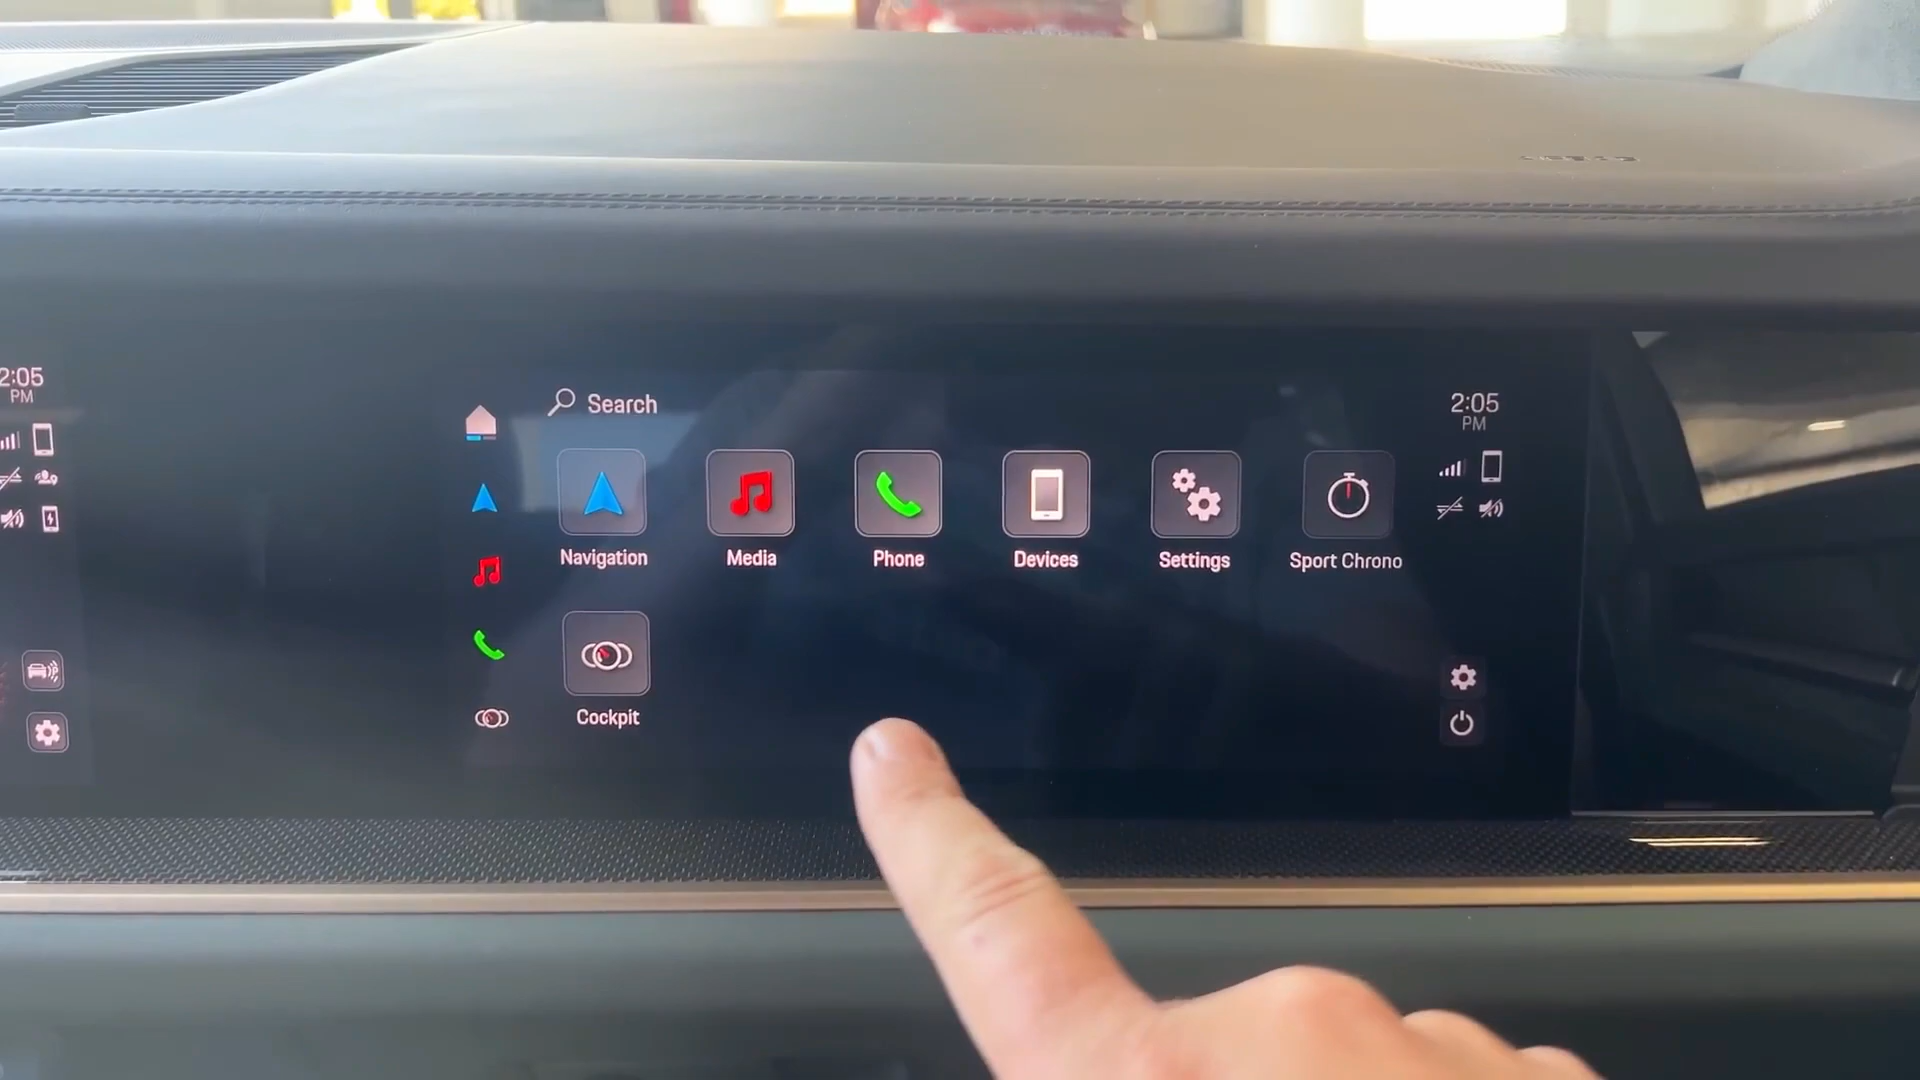 2:05
PM
Search
2:05
PM
Navigation
Media
Phone
Devices
Settings
Sport Chrono
Cockpit